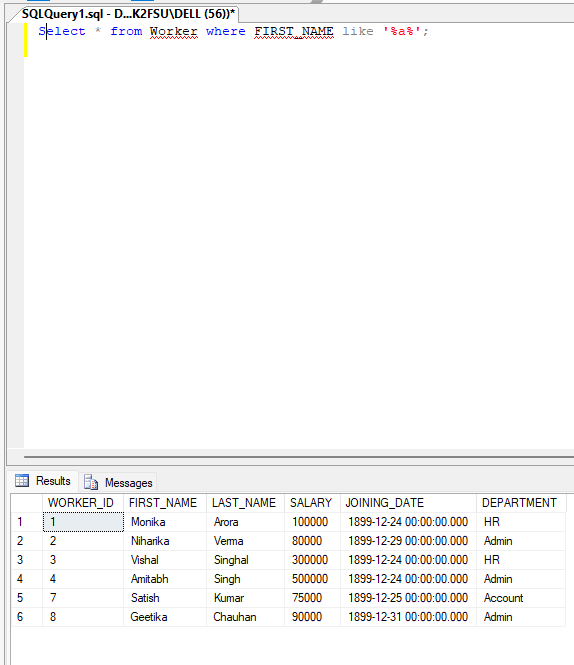 SQLQuery1.sql - D...K2FSU\DELL (56))*
Select * from Worker where FIRST_NAME like '%a%';
Results Messages
WORKER_ID FIRST_NAME LAST_NAME SALARY JOINING_DATE DEPARTMENT
1 1 Monika Arora 100000 1899-12-24 00:00:00.000 HR
2 2 Niharika Verma 80000 1899-12-29 00:00:00.000 Admin
3 3 Vishal Singhal 300000 1899-12-24 00:00:00.000 HR
4 4 Amitabh Singh 500000 1899-12-24 00:00:00.000 Admin
5 7 Satish Kumar 75000 1899-12-25 00:00:00.000 Account
6 8 Geetika Chauhan 90000 1899-12-31 00:00:00.000 Admin